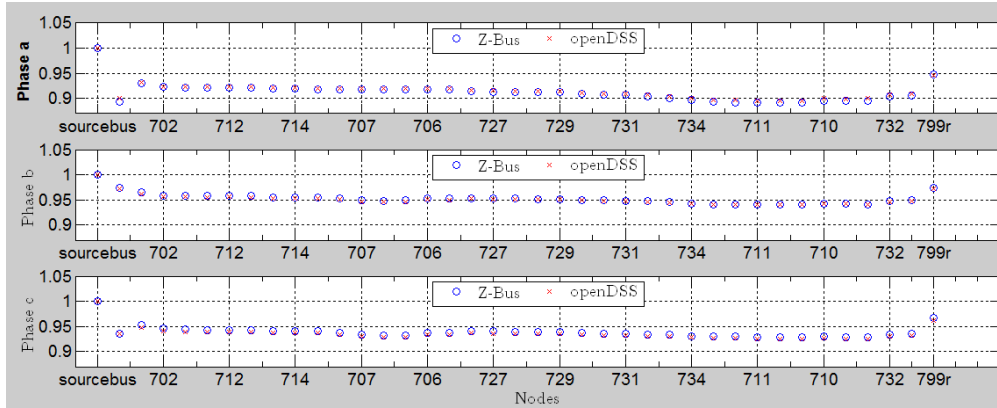 1.05
1
0.95
0.9
Phase a
Z-Bus openDSS
sourcebus 702 712 714 707 706 727 729 731 734 711 710 732 799r
1.05
1
0.95
0.9
Phase b
Z-Bus openDSS
sourcebus 702 712 714 707 706 727 729 731 734 711 710 732 799r
1.05
1
0.95
0.9
Phase c
Z-Bus openDSS
sourcebus 702 712 714 707 706 727 729 731 734 711 710 732 799r
Nodes